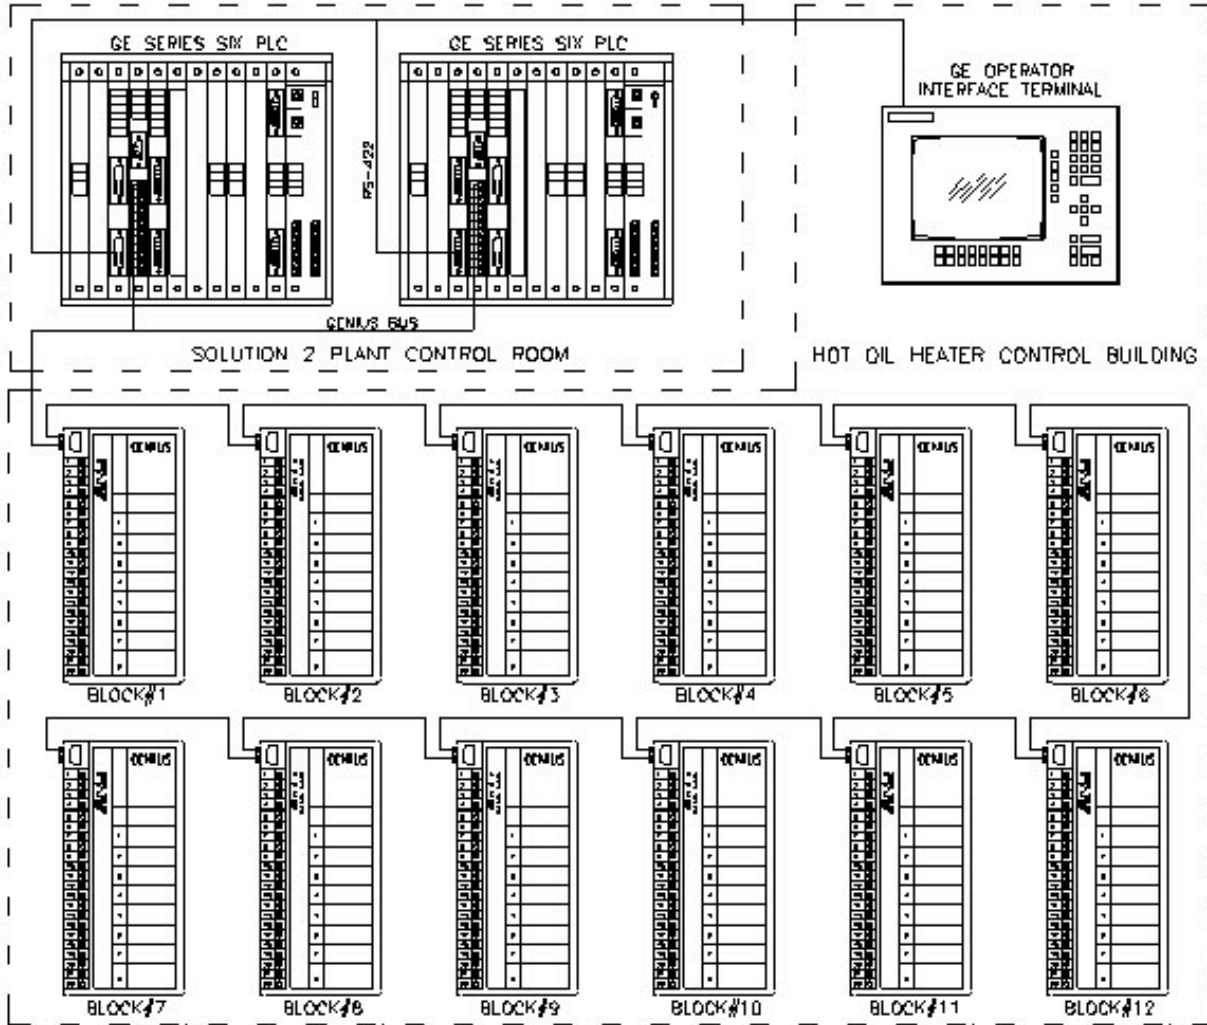 GE SERIES SIX PLC
GE SERIES SIX PLC
GE OPERATOR
INTERFACE TERMINAL
RS-422
GENIUS BUS
SOLUTION 2 PLANT CONTROL ROOM
HOT OIL HEATER CONTROL BUILDING
GENIUS
GENIUS
GENIUS
GENIUS
GENIUS
GENIUS
BLOCK#1
BLOCK#2
BLOCK#3
BLOCK#4
BLOCK#5
BLOCK#6
GENIUS
GENIUS
GENIUS
GENIUS
GENIUS
GENIUS
BLOCK#7
BLOCK#8
BLOCK#9
BLOCK#10
BLOCK#11
BLOCK#12